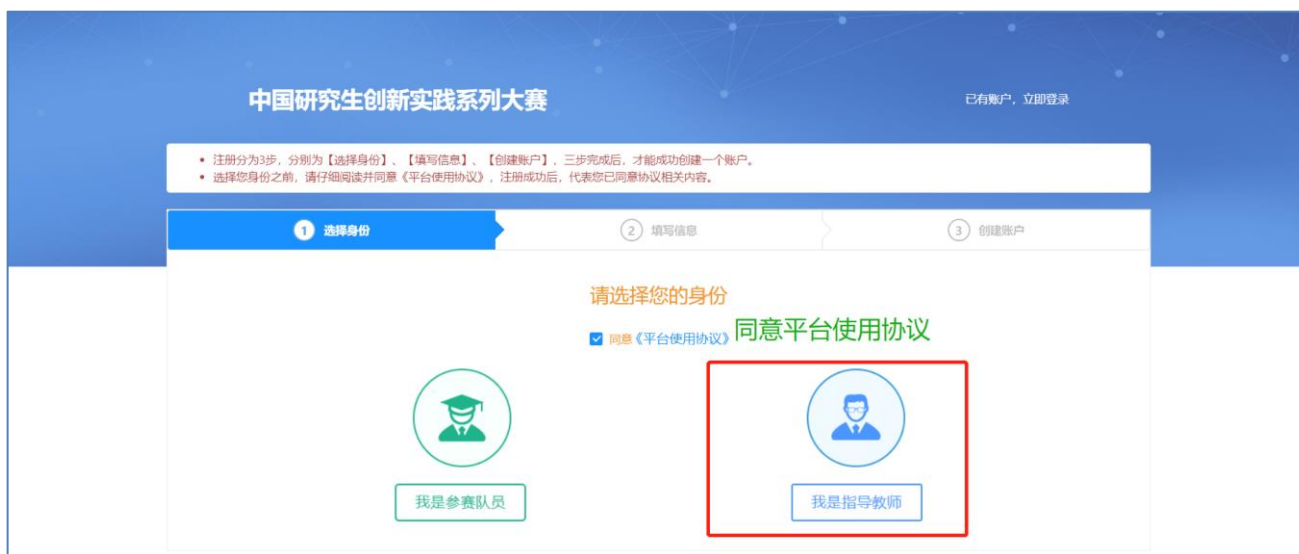 中国研究生创新实践系列大赛
已有账户，立即登录
• 注册分为3步，分别为【选择身份】、【填写信息】、【创建账户】，三步完成后，才能成功创建一个账户。
• 选择您身份之前，请仔细阅读并同意《平台使用协议》，注册成功后，代表您已同意协议相关内容。
1 选择身份
2 填写信息
3 创建账户
请选择您的身份
同意《平台使用协议》 同意平台使用协议
我是参赛队员
我是指导教师